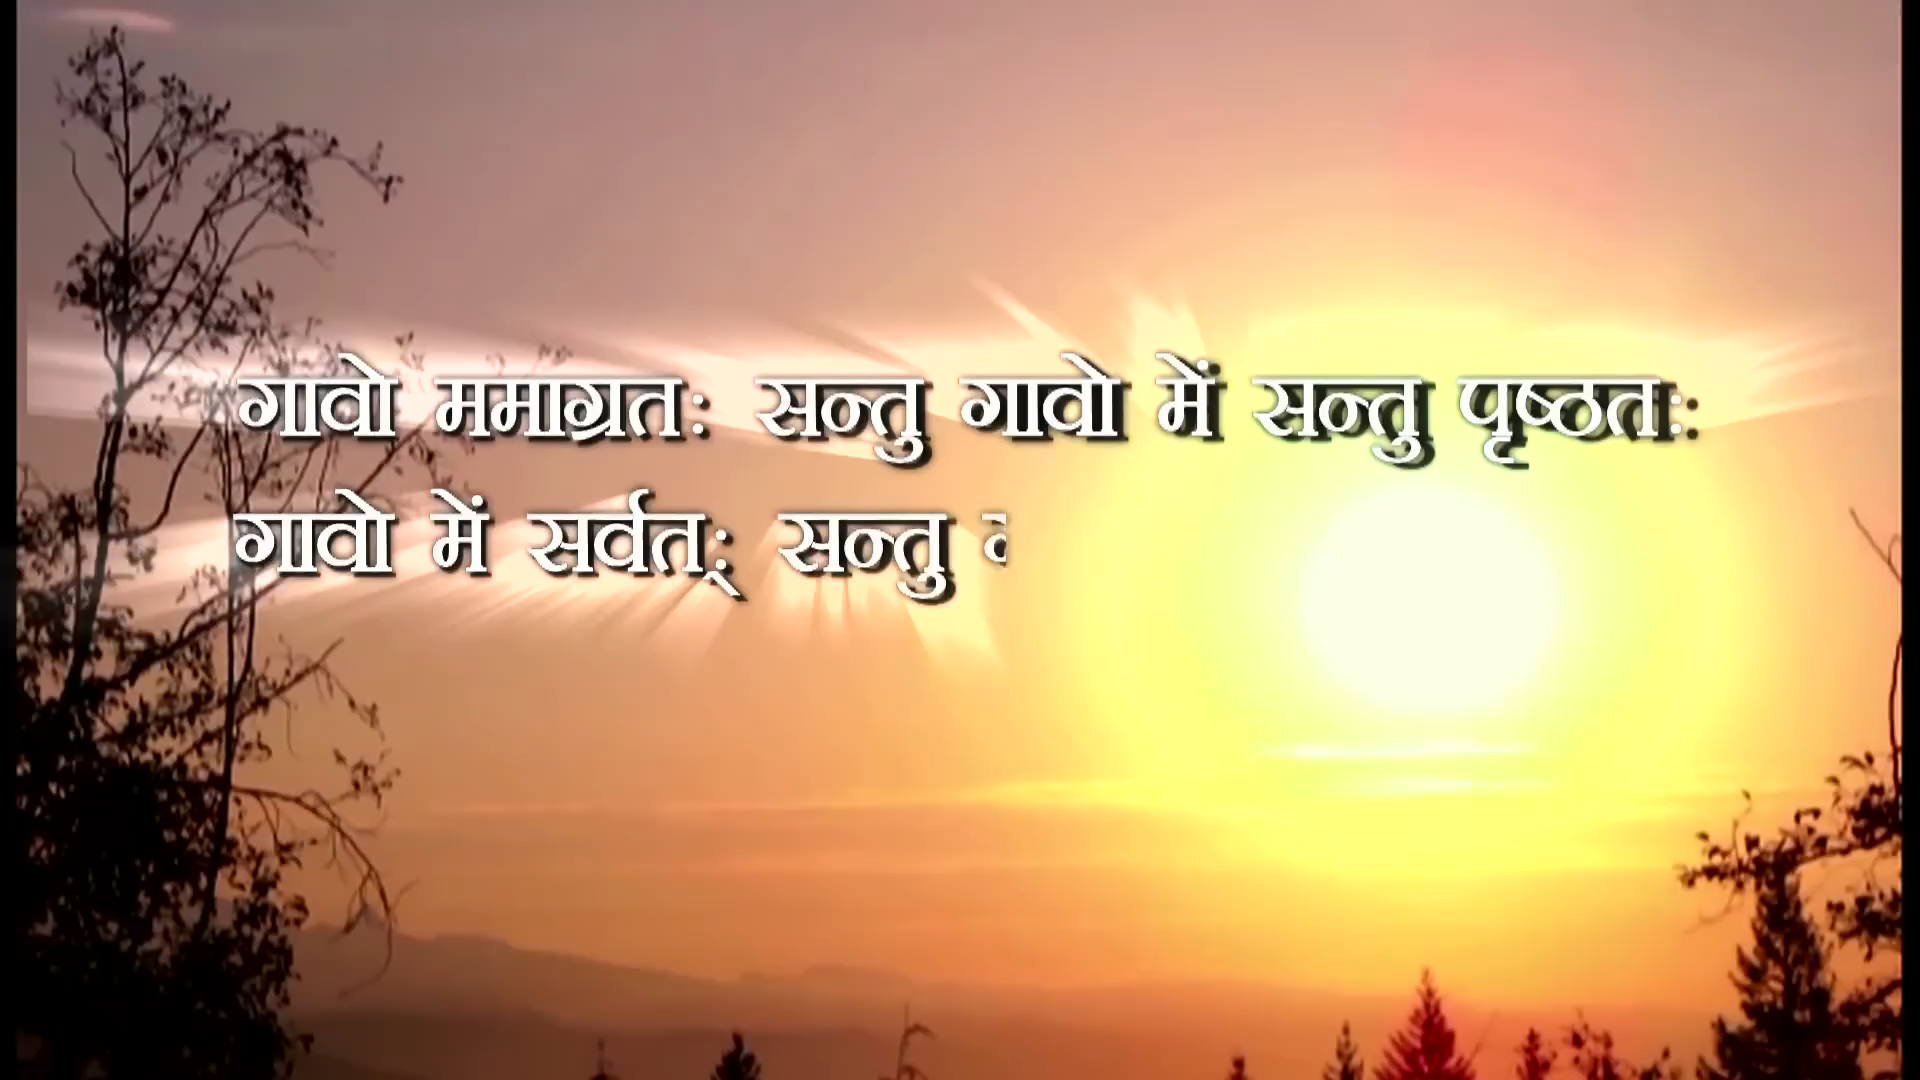 गावो ममाग्रतः सन्तु गावो में सन्तु पृष्ठतः
गावो में सर्वत्ः सन्तु